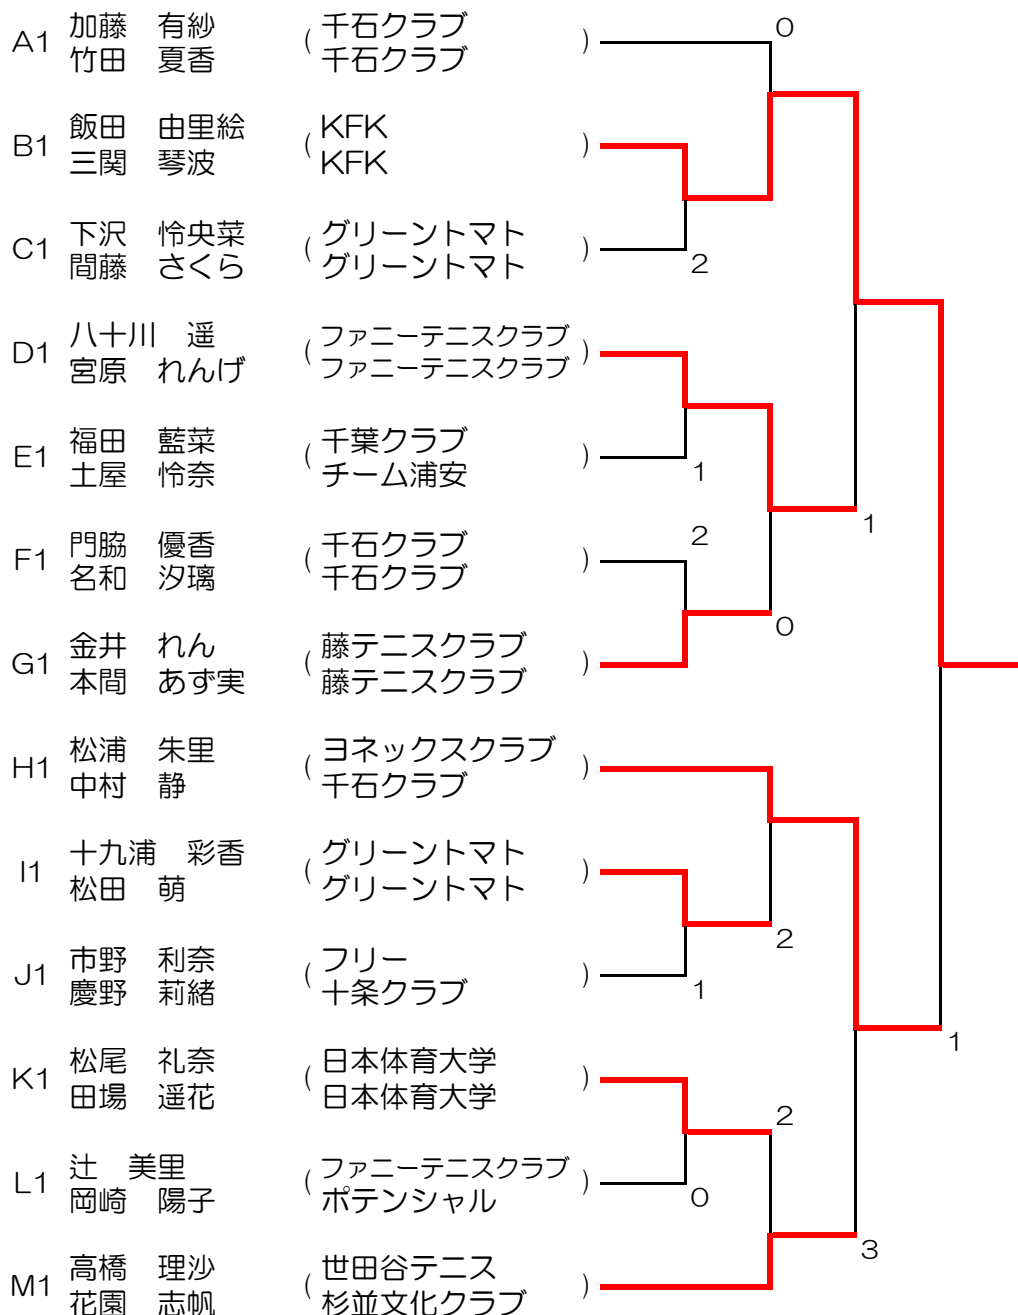 A1 加藤　有紗 ( 千石クラブ )
竹田　夏香 千石クラブ
0
B1 飯田　由里絵 ( KFK )
三関　琴波 KFK
C1 下沢　怜央菜 ( グリーントマト )
間藤　さくら グリーントマト
2
D1 八十川　遥 ( ファニーテニスクラブ )
宮原　れんげ ファニーテニスクラブ
E1 福田　藍菜 ( 千葉クラブ )
土屋　怜奈 チーム浦安
1
1
F1 門脇　優香 ( 千石クラブ )
名和　汐璃 千石クラブ
2
0
G1 金井　れん ( 藤テニスクラブ )
本間　あず実 藤テニスクラブ
H1 松浦　朱里 ( ヨネックスクラブ )
中村　静 千石クラブ
I1 十九浦　彩香 ( グリーントマト )
松田　萌 グリーントマト
2
J1 市野　利奈 ( フリー )
慶野　莉緒 十条クラブ
1
1
K1 松尾　礼奈 ( 日本体育大学 )
田場　遥花 日本体育大学
2
L1 辻　美里 ( ファニーテニスクラブ )
岡崎　陽子 ポテンシャル
0
3
M1 高橋　理沙 ( 世田谷テニス )
花園　志帆 杉並文化クラブ